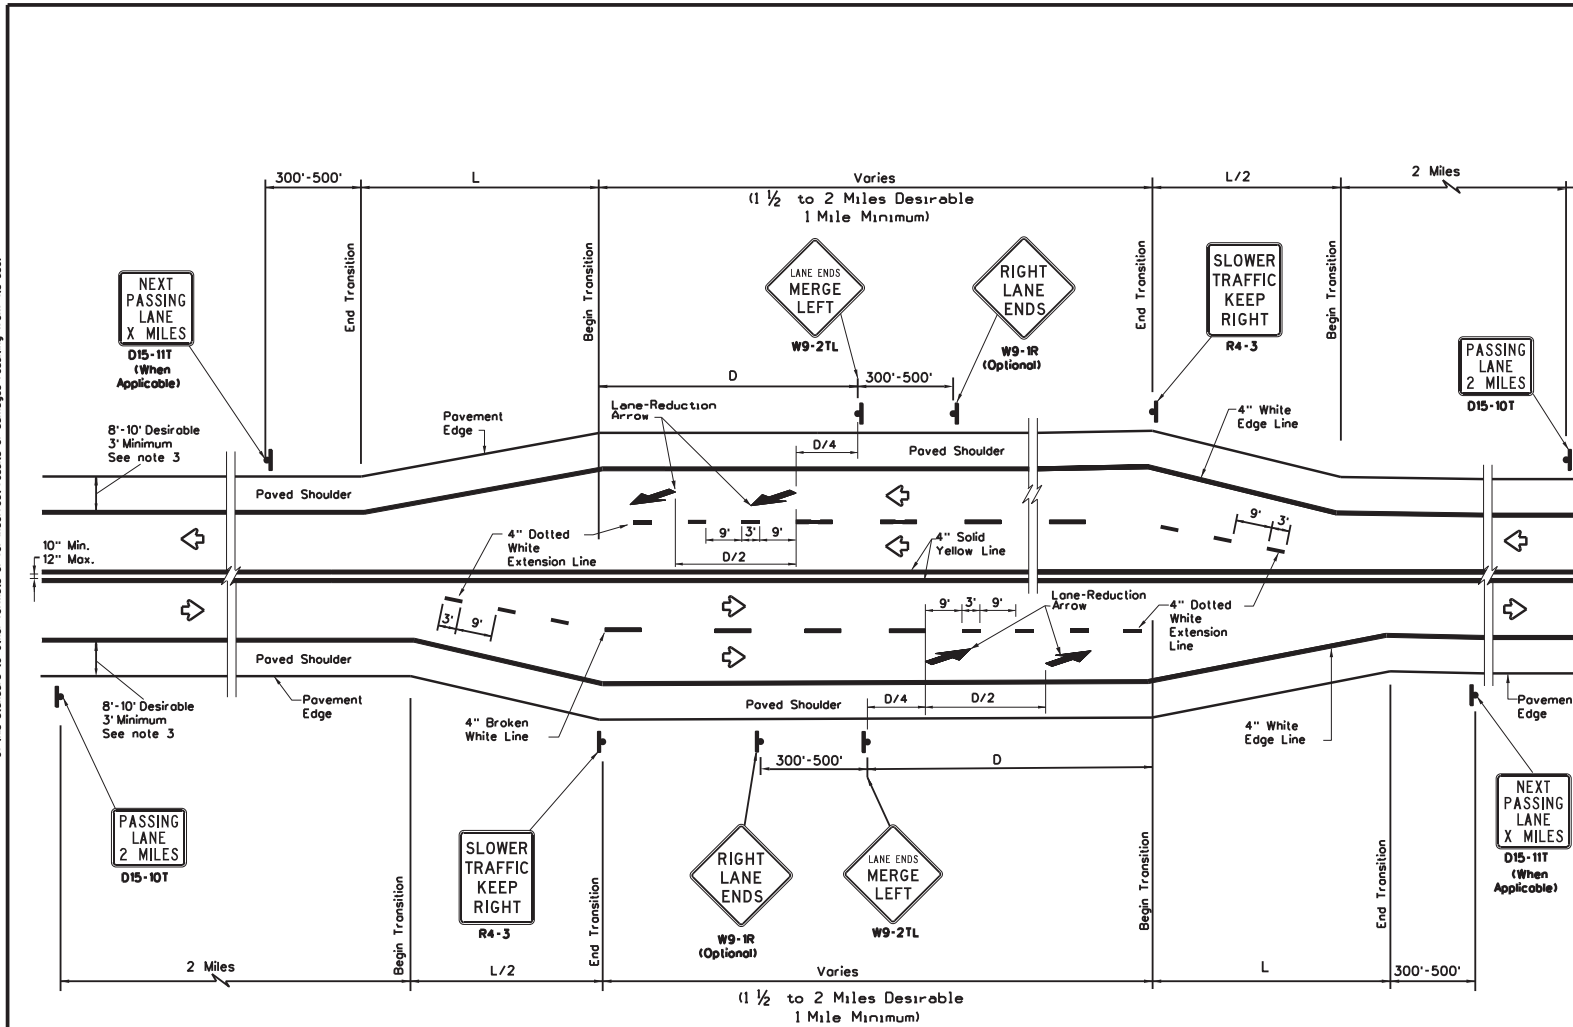 300'-500'
L
Varies
(1 ½ to 2 Miles Desirable
1 Mile Minimum)
L/2
2 Miles
End Transition
Begin Transition
End Transition
Begin Transition
NEXT
PASSING
LANE
X MILES
D15-11T
(When
Applicable)
LANE ENDS
MERGE
LEFT
W9-2TL
RIGHT
LANE
ENDS
W9-1R
(Optional)
SLOWER
TRAFFIC
KEEP
RIGHT
R4-3
PASSING
LANE
2 MILES
D15-10T
D
300'-500'
Lane-Reduction
Arrow
Pavement
Edge
4" White
Edge Line
8'-10' Desirable
3' Minimum
See note 3
D/4
Paved Shoulder
Paved Shoulder
9'
3'
9'
D/2
4" Dotted
White
Extension Line
4" Solid
Yellow Line
9'
3'
10" Min.
12" Max.
3'
9'
9'
3'
9'
Lane-Reduction
Arrow
4" Dotted
White
Extension
Line
Paved Shoulder
8'-10' Desirable
3' Minimum
See note 3
Pavement
Edge
4" Broken
White Line
Paved Shoulder
D/4
D/2
4" White
Edge Line
Pavement
Edge
300'-500'
D
PASSING
LANE
2 MILES
D15-10T
SLOWER
TRAFFIC
KEEP
RIGHT
R4-3
RIGHT
LANE
ENDS
W9-1R
(Optional)
LANE ENDS
MERGE
LEFT
W9-2TL
NEXT
PASSING
LANE
X MILES
D15-11T
(When
Applicable)
Begin Transition
End Transition
Begin Transition
End Transition
2 Miles
L/2
Varies
(1 ½ to 2 Miles Desirable
1 Mile Minimum)
L
300'-500'